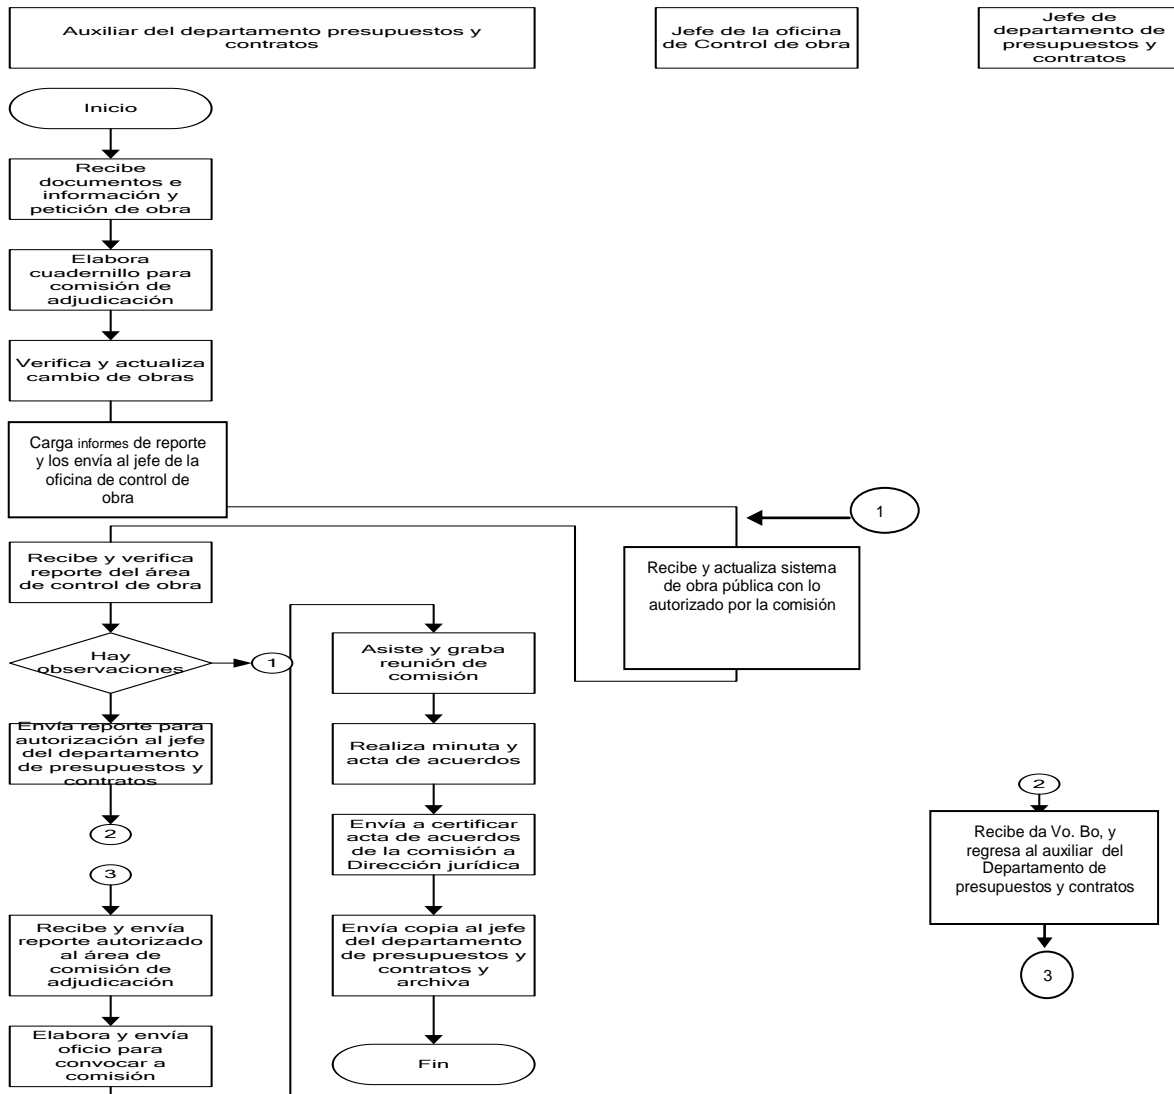 Auxiliar del departamento presupuestos y
contratos
Jefe de la oficina
de Control de obra
Jefe de
departamento de
presupuestos y
contratos
Inicio
Recibe
documentos e
información y
petición de obra
Elabora
cuadernillo para
comisión de
adjudicación
Verifica y actualiza
cambio de obras
Carga informes de reporte
y los envía al jefe de la
oficina de control de
obra
1
Recibe y actualiza sistema
de obra pública con lo
autorizado por la comisión
Recibe y verifica
reporte del área
de control de obra
Hay
observaciones
1
Envía reporte para
autorización al jefe
del departamento
de presupuestos y
contratos
2
3
Recibe y envía
reporte autorizado
al área de
comisión de
adjudicación
Elabora y envía
oficio para
convocar a
comisión
Asiste y graba
reunión de
comisión
Realiza minuta y
acta de acuerdos
Envía a certificar
acta de acuerdos
de la comisión a
Dirección jurídica
Envía copia al jefe
del departamento
de presupuestos y
contratos y
archiva
Fin
2
Recibe da Vo. Bo, y
regresa al auxiliar del
Departamento de
presupuestos y contratos
3